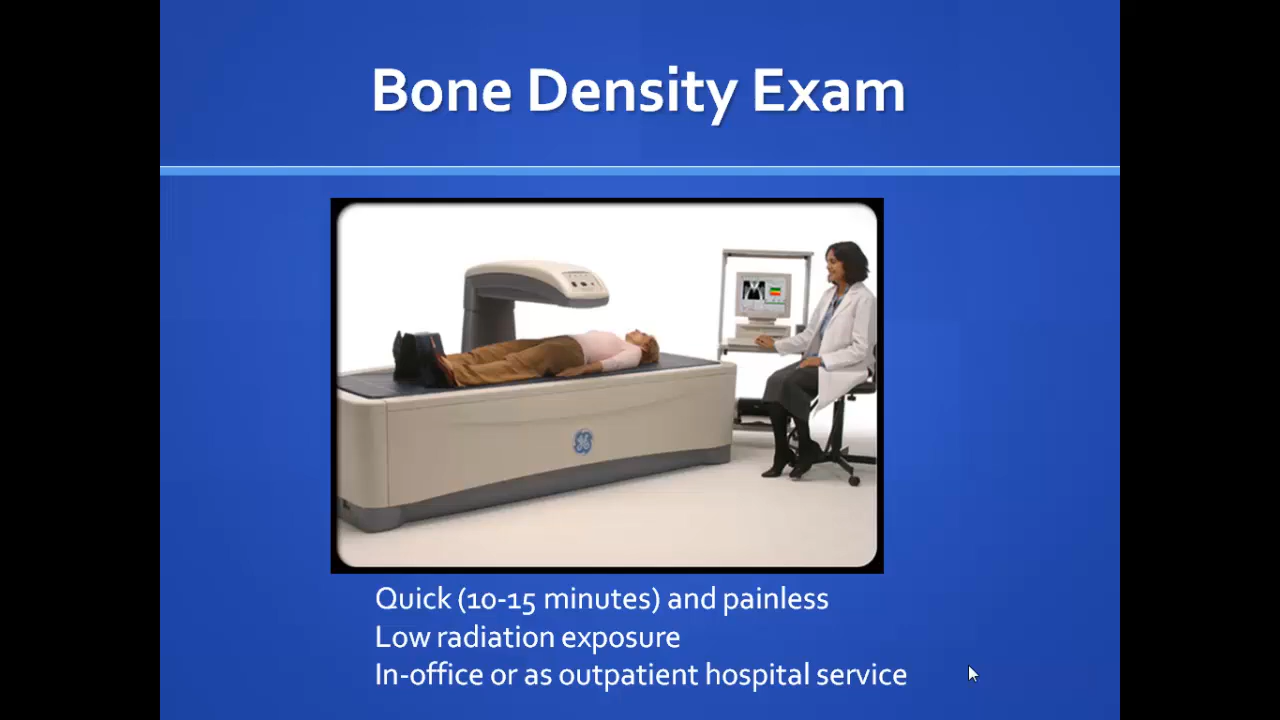 Bone Density Exam
Quick (10-15 minutes) and painless
Low radiation exposure
In-office or as outpatient hospital service